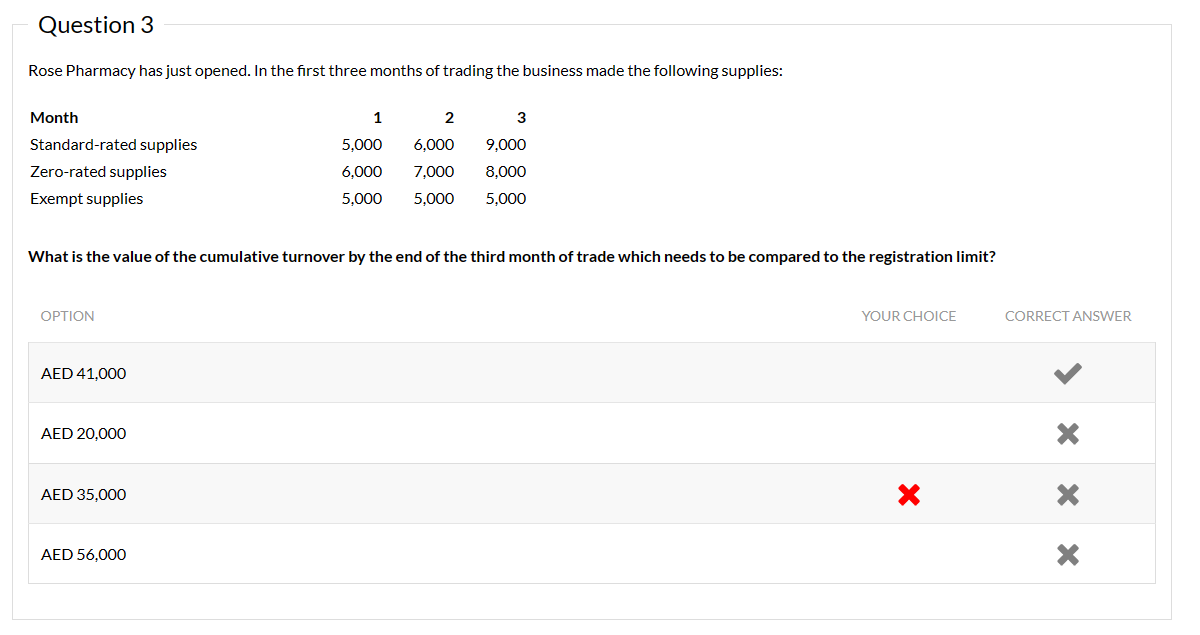 Question 3
Rose Pharmacy has just opened. In the first three months of trading the business made the following supplies:
Month 1 2 3
Standard-rated supplies 5,000 6,000 9,000
Zero-rated supplies 6,000 7,000 8,000
Exempt supplies 5,000 5,000 5,000
What is the value of the cumulative turnover by the end of the third month of trade which needs to be compared to the registration limit?
OPTION YOUR CHOICE CORRECT ANSWER
AED 41,000
AED 20,000
AED 35,000
AED 56,000